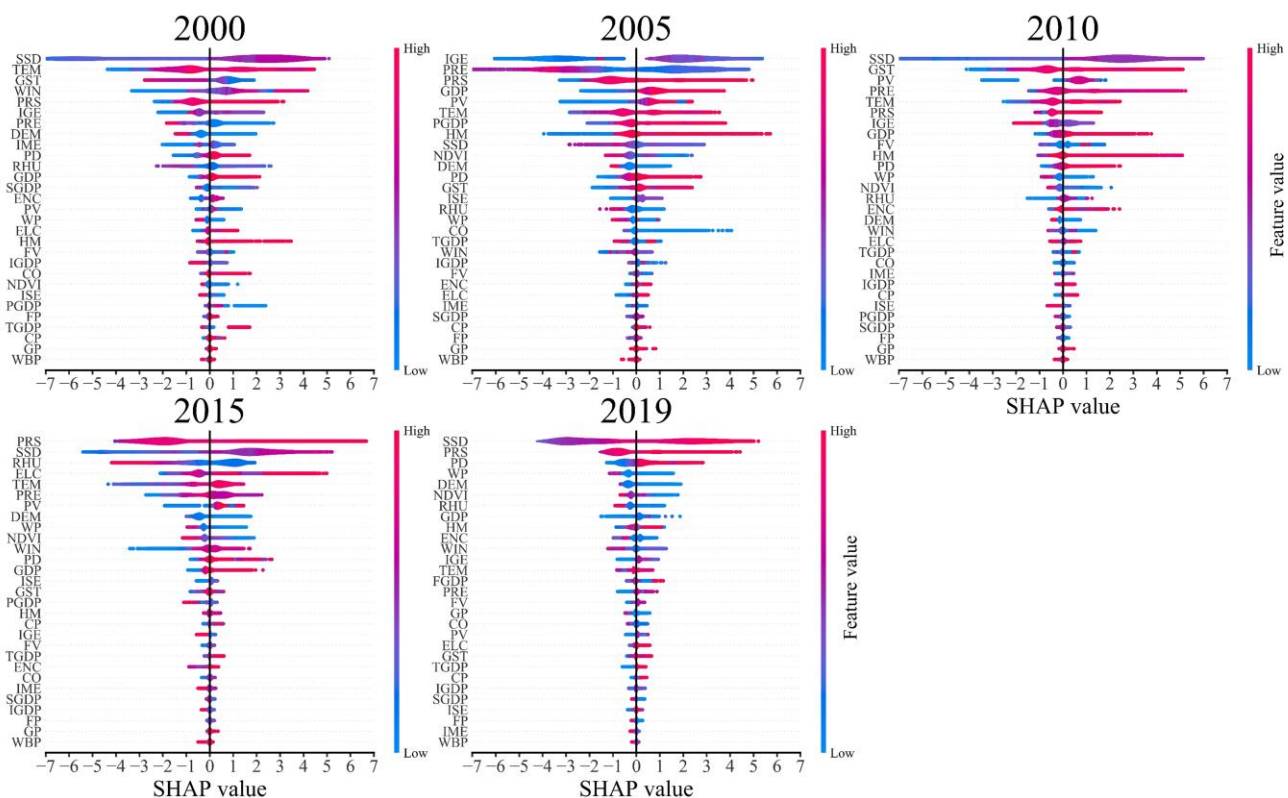 2000
SSD
TEM
GST
WIN
PRS
IGE
PRE
DEM
IME
PD
RHU
GDP
SGDP
ENC
PV
WP
ELC
HM
FV
IGDP
CO
NDVI
ISE
PGDP
FP
TGDP
CP
GP
WBP
−7 −6 −5 −4 −3 −2 −1 0 1 2 3 4 5 6 7
High
Low
2005
IGE
PRE
PRS
GDP
PV
TEM
PGDP
HM
SSD
NDVI
DEM
PD
GST
ISE
RHU
WP
CO
TGDP
WIN
IGDP
FV
ENC
ELC
IME
SGDP
CP
FP
GP
WBP
−7 −6 −5 −4 −3 −2 −1 0 1 2 3 4 5 6 7
High
Low
2010
SSD
GST
PV
PRE
TEM
PRS
IGE
GDP
FV
HM
PD
WP
NDVI
RHU
ENC
DEM
WIN
ELC
TGDP
CO
IME
IGDP
CP
ISE
PGDP
SGDP
FP
GP
WBP
−7 −6 −5 −4 −3 −2 −1 0 1 2 3 4 5 6 7
SHAP value
High
Feature value
Low
2015
PRS
SSD
RHU
ELC
TEM
PRE
PV
DEM
WP
NDVI
WIN
PD
GDP
ISE
GST
PGDP
HM
CP
IGE
FV
TGDP
ENC
CO
IME
SGDP
IGDP
FP
GP
WBP
−7 −6 −5 −4 −3 −2 −1 0 1 2 3 4 5 6 7
SHAP value
High
Low
2019
SSD
PRS
PD
WP
DEM
NDVI
RHU
GDP
HM
ENC
WIN
IGE
TEM
FGDP
PRE
FV
GP
CO
PV
ELC
GST
TGDP
CP
IGDP
SGDP
ISE
FP
IME
WBP
−7 −6 −5 −4 −3 −2 −1 0 1 2 3 4 5 6 7
SHAP value
High
Feature value
Low